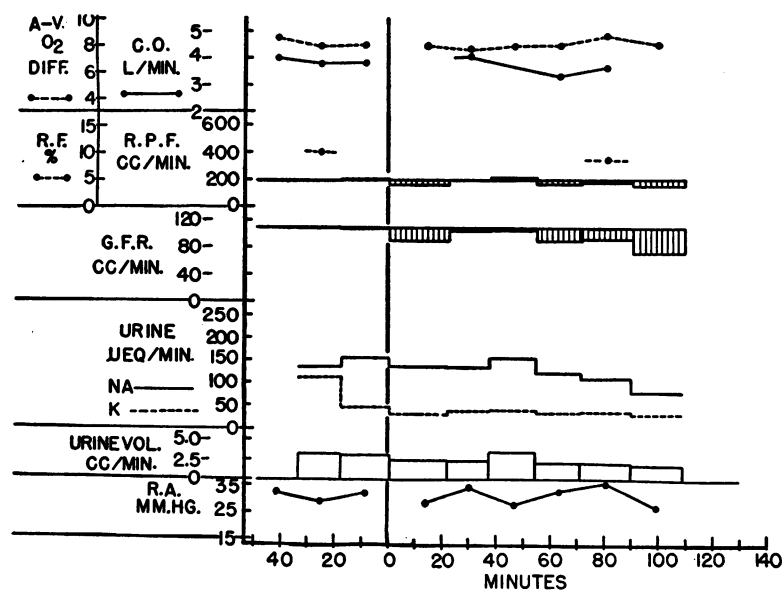 A-V. 10 5-
O2 8 C.O. 4-
DIFF. 6 L/MIN. 3
4 2
R.F. 15 R.P.F. 600
% 10 CC/MIN. 400
5 200
0 0
120
G.F.R. 80-
CC/MIN. 40-
0
250
URINE 200
µEQ/MIN. 150
NA 100
K 50
0
URINE VOL. 5.0-
CC/MIN. 2.5-
0
R.A. 35
MM.HG. 25
15
40 20 0 20 40 60 80 100 120 140
MINUTES